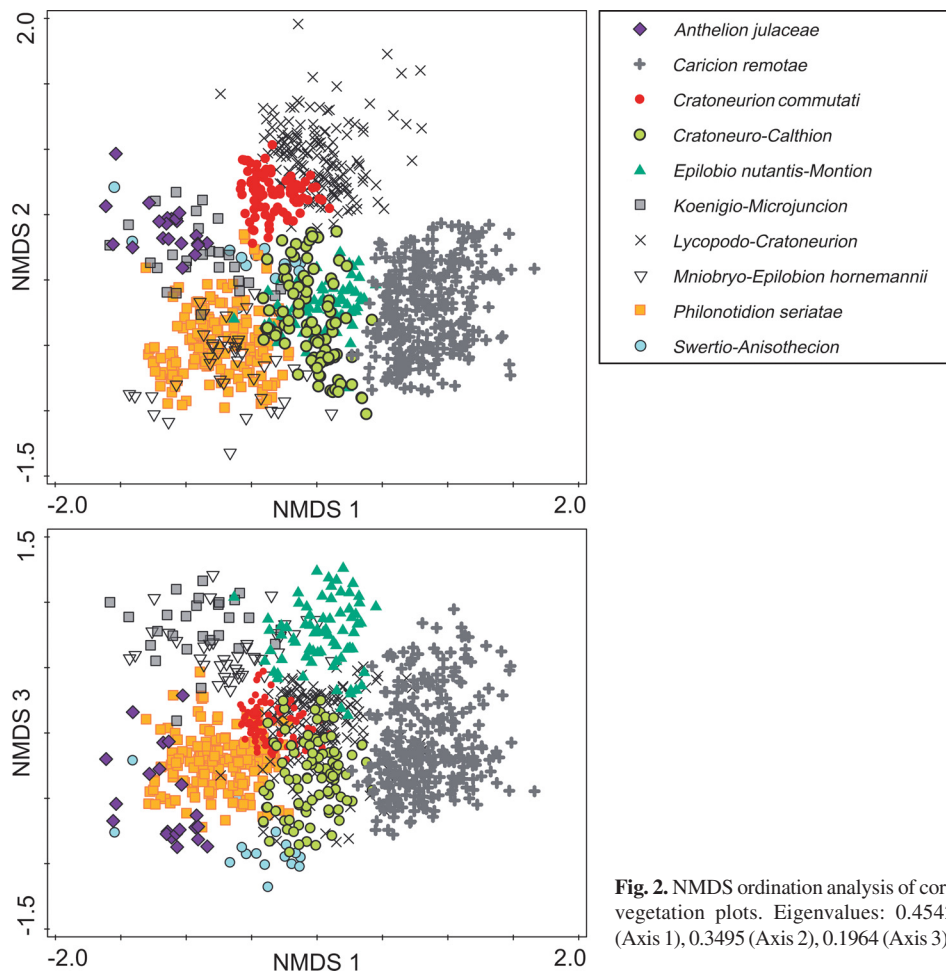 2.0
NMDS 2
-1.5
-2.0
NMDS 1
2.0
Anthelion julaceae
Caricion remotae
Cratoneurion commutati
Cratoneuro-Calthion
Epilobio nutantis-Montion
Koenigio-Microjuncion
Lycopodo-Cratoneurion
Mniobryo-Epilobion hornemannii
Philonotidion seriatae
Swertio-Anisothecion
1.5
NMDS 3
-1.5
-2.0
NMDS 1
2.0
Fig. 2. NMDS ordination analysis of
vegetation plots. Eigenvalues:
(Axis 1), 0.3495 (Axis 2), 0.1964 (Axis 3)